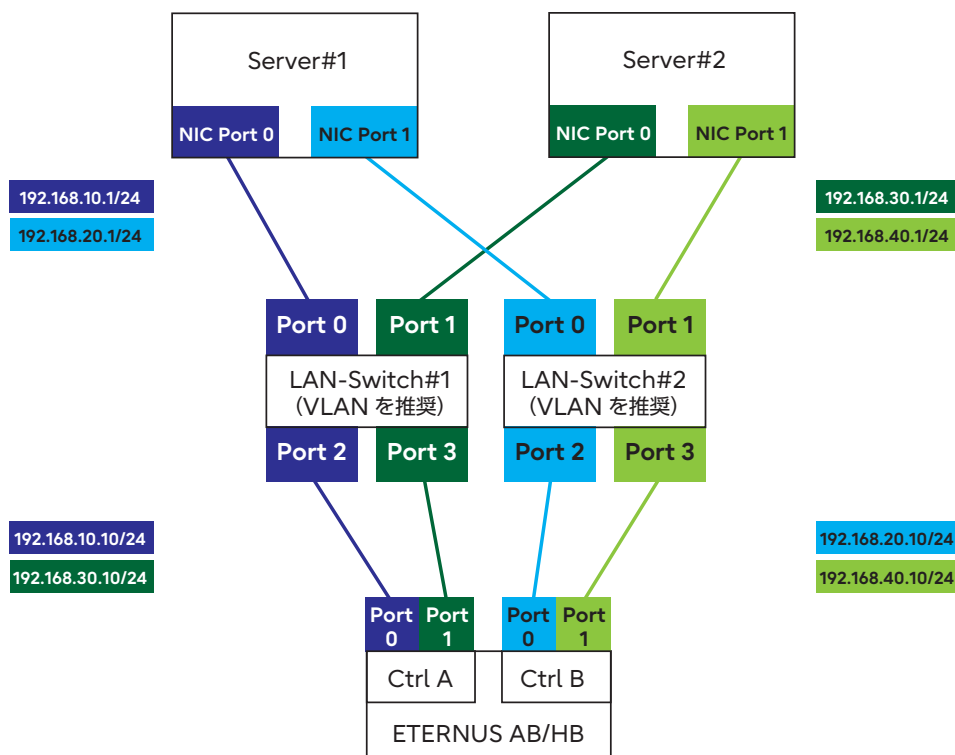 Server#1
Server#2
NIC Port 0
NIC Port 1
NIC Port 0
NIC Port 1
192.168.10.1/24
192.168.20.1/24
192.168.30.1/24
192.168.40.1/24
Port 0
Port 1
Port 0
Port 1
LAN-Switch#1
（VLAN を推奨）
LAN-Switch#2
（VLAN を推奨）
Port 2
Port 3
Port 2
Port 3
192.168.10.10/24
192.168.30.10/24
192.168.20.10/24
192.168.40.10/24
Port
0
Port
1
Port
0
Port
1
Ctrl A
Ctrl B
ETERNUS AB/HB